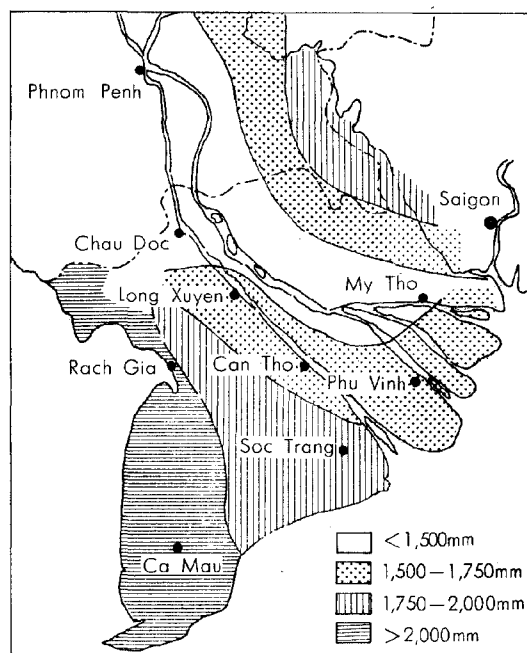 Phnom Penh
Saigon
Chau Doc
My Tho
Long Xuyen
Rach Gia
Can Tho
Phu Vinh
Soc Trang
Ca Mau
<1,500mm
1,500–1,750mm
1,750–2,000mm
>2,000mm